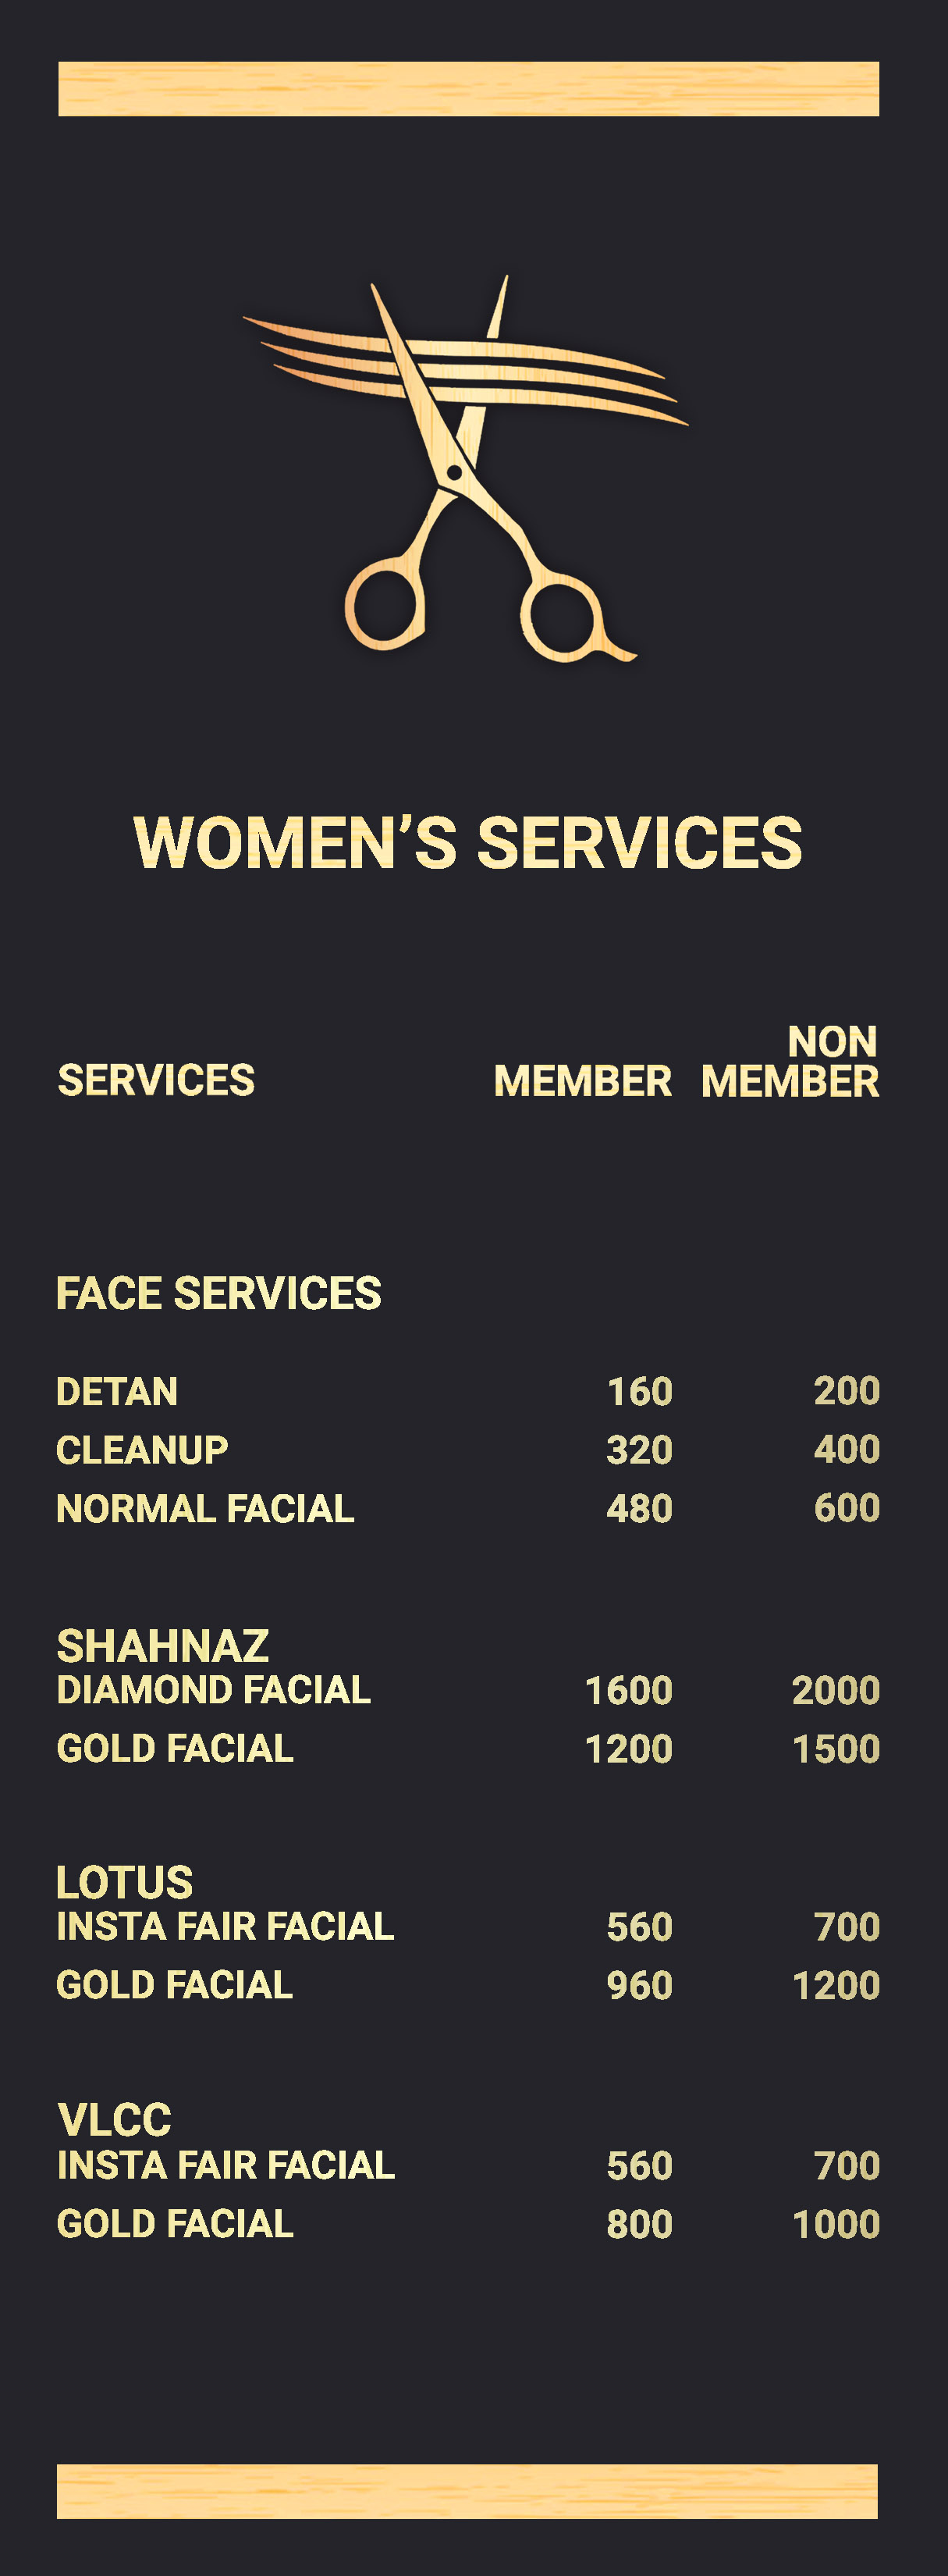 WOMEN’S SERVICES
SERVICES MEMBER NON MEMBER
FACE SERVICES
DETAN 160 200
CLEANUP 320 400
NORMAL FACIAL 480 600
SHAHNAZ
DIAMOND FACIAL 1600 2000
GOLD FACIAL 1200 1500
LOTUS
INSTA FAIR FACIAL 560 700
GOLD FACIAL 960 1200
VLCC
INSTA FAIR FACIAL 560 700
GOLD FACIAL 800 1000